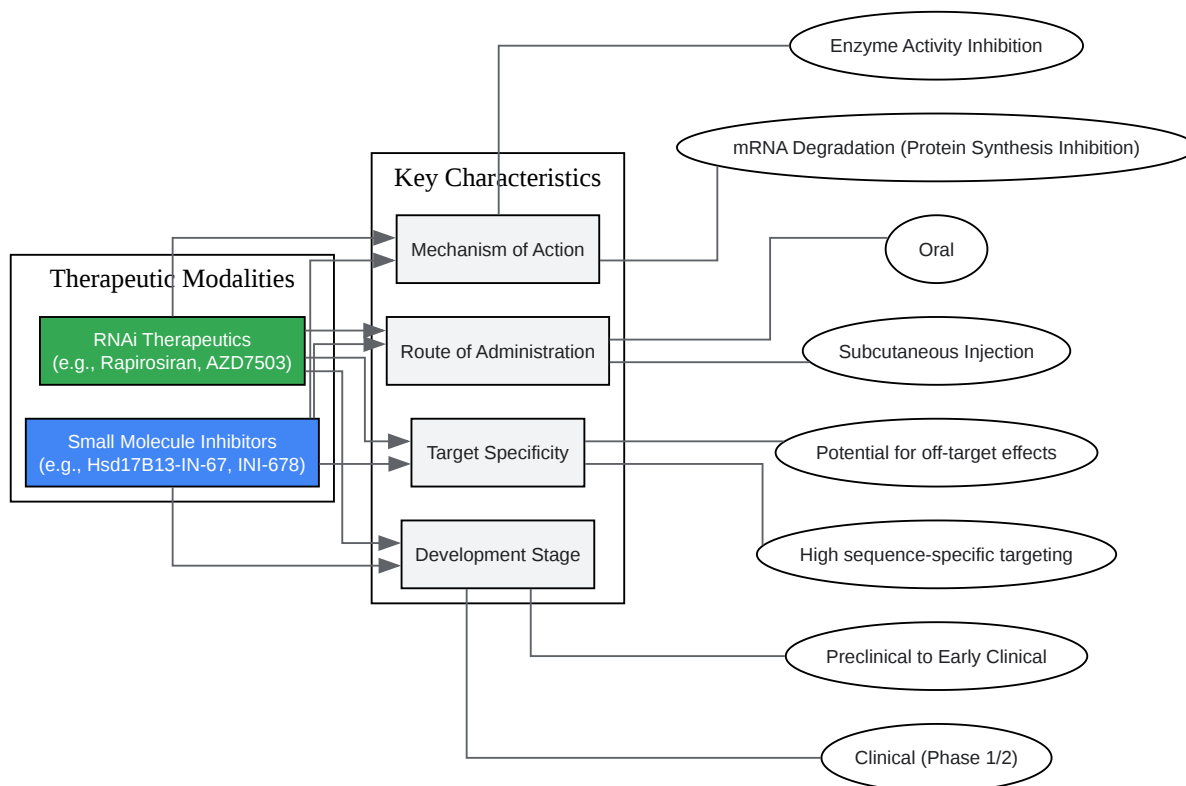 Enzyme Activity Inhibition
mRNA Degradation (Protein Synthesis Inhibition)
Key Characteristics
Mechanism of Action
Oral
Therapeutic Modalities
RNAi Therapeutics
(e.g., Rapirosiran, AZD7503)
Route of Administration
Subcutaneous Injection
Small Molecule Inhibitors
(e.g., Hsd17B13-IN-67, INI-678)
Target Specificity
Potential for off-target effects
Development Stage
High sequence-specific targeting
Preclinical to Early Clinical
Clinical (Phase 1/2)